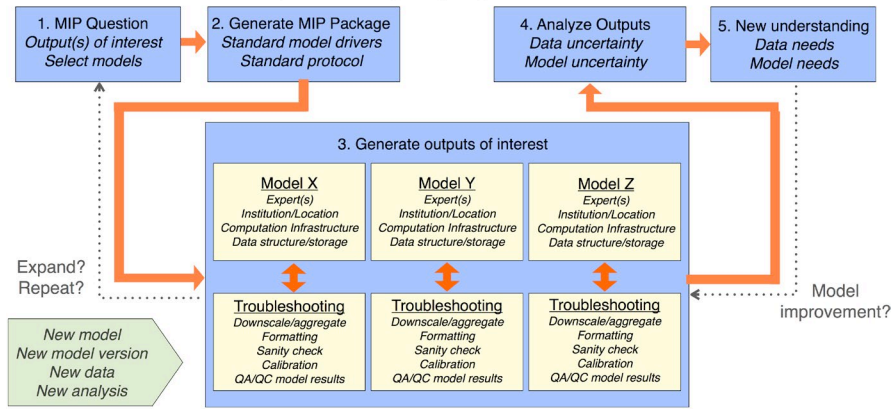 1. MIP Question
Output(s) of interest
Select models
2. Generate MIP Package
Standard model drivers
Standard protocol
4. Analyze Outputs
Data uncertainty
Model uncertainty
5. New understanding
Data needs
Model needs
3. Generate outputs of interest
Model X
Expert(s)
Institution/Location
Computation Infrastructure
Data structure/storage
Model Y
Expert(s)
Institution/Location
Computation Infrastructure
Data structure/storage
Model Z
Expert(s)
Institution/Location
Computation Infrastructure
Data structure/storage
Troubleshooting
Downscale/aggregate
Formatting
Sanity check
Calibration
QA/QC model results
Troubleshooting
Downscale/aggregate
Formatting
Sanity check
Calibration
QA/QC model results
Troubleshooting
Downscale/aggregate
Formatting
Sanity check
Calibration
QA/QC model results
Expand?
Repeat?
Model
improvement?
New model
New model version
New data
New analysis